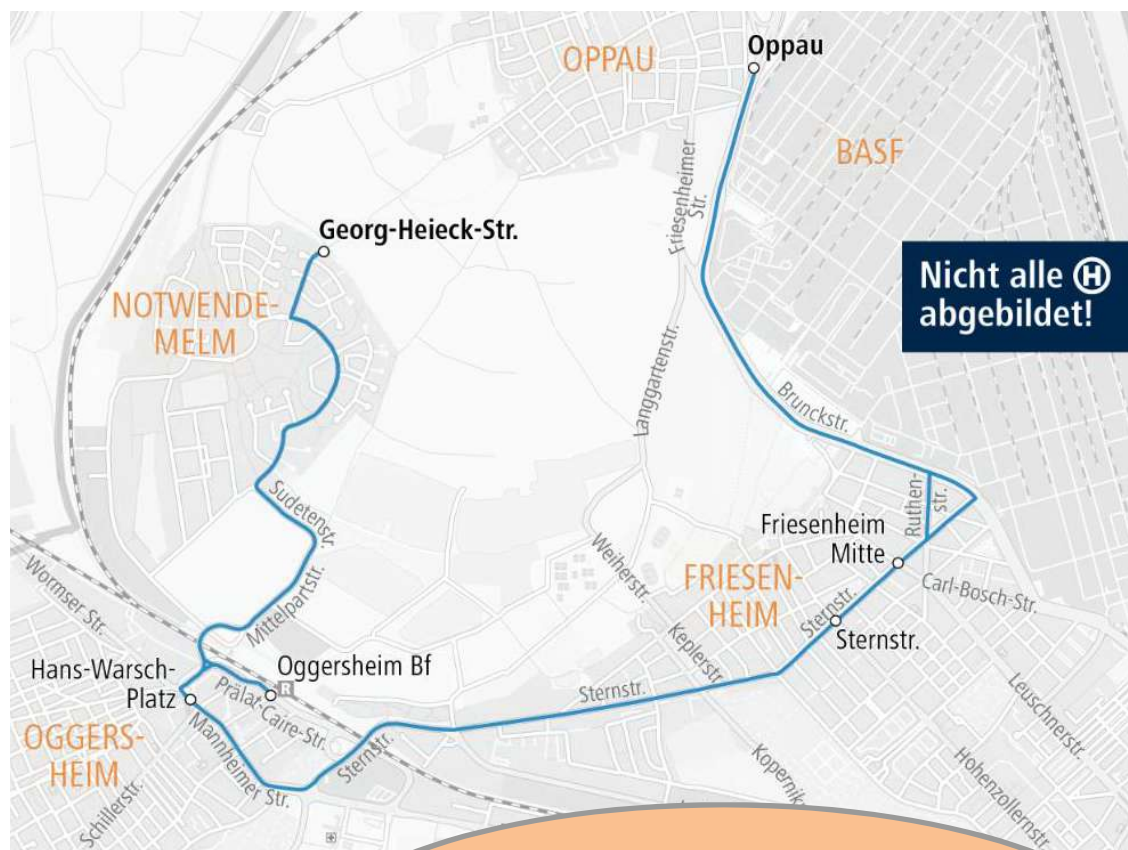 OPPAU
Oppau
BASF
Friesenheimer
Str.
Georg-Heieck-Str.
Nicht alle Ⓗ
abgebildet!
NOTWENDE-
MELM
Langgartenstr.
Brunckstr.
Sudetenstr.
Ruthen-
str.
Friesenheim
Mitte
Weiherstr.
FRIESEN-
HEIM
Carl-Bosch-Str.
Wormser Str.
Mittelpartstr.
Sternstr.
Sternstr.
Keplerstr.
Hans-Warsch-
Platz
Oggersheim Bf
R
Prälat-Caire-Str.
Sternstr.
Leuschnerstr.
OGGERS-
HEIM
Mannheimer Str.
Sternstr.
Schillerstr.
Kopernik
Hohenzollernstr.